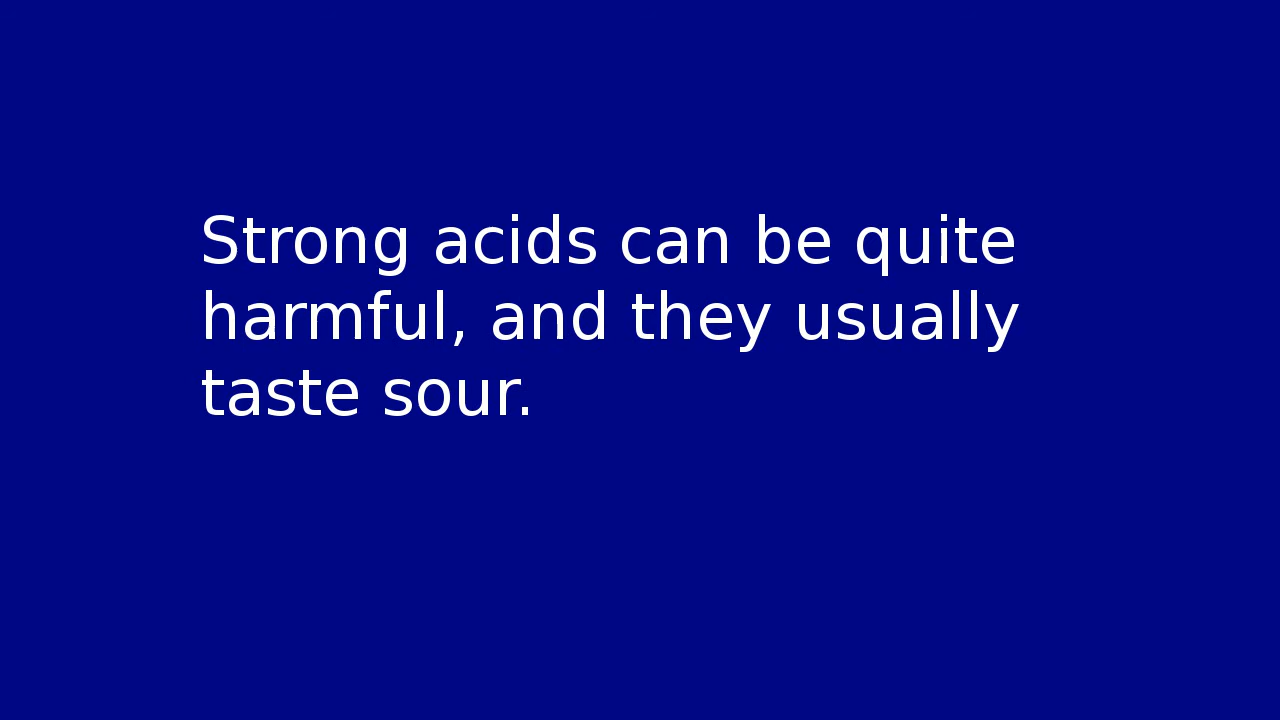 Strong acids can be quite
harmful, and they usually
taste sour.